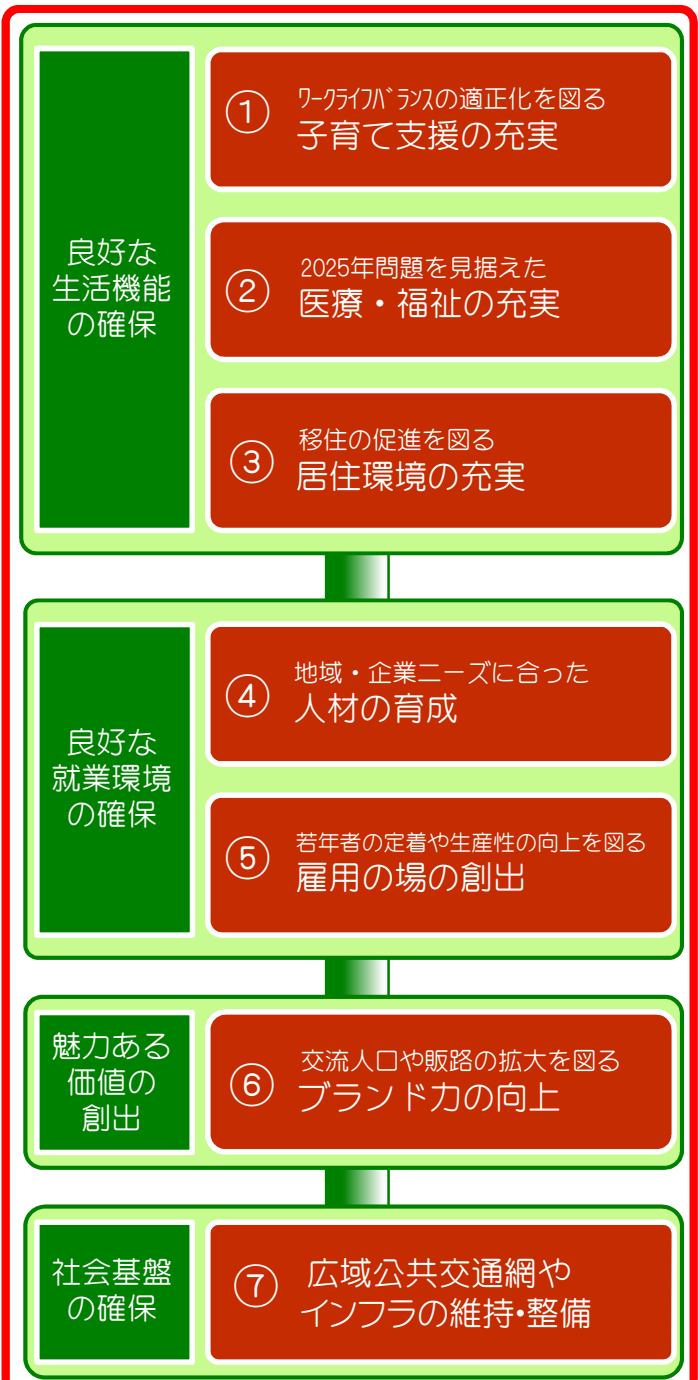 良好な
生活機能
の確保
① ﾜｰｸﾗｲﾌﾊﾞﾗﾝｽの適正化を図る
子育て支援の充実
② 2025年問題を見据えた
医療・福祉の充実
③ 移住の促進を図る
居住環境の充実
良好な
就業環境
の確保
④ 地域・企業ニーズに合った
人材の育成
⑤ 若年者の定着や生産性の向上を図る
雇用の場の創出
魅力ある
価値の
創出
⑥ 交流人口や販路の拡大を図る
ブランド力の向上
社会基盤
の確保
⑦ 広域公共交通網や
インフラの維持・整備